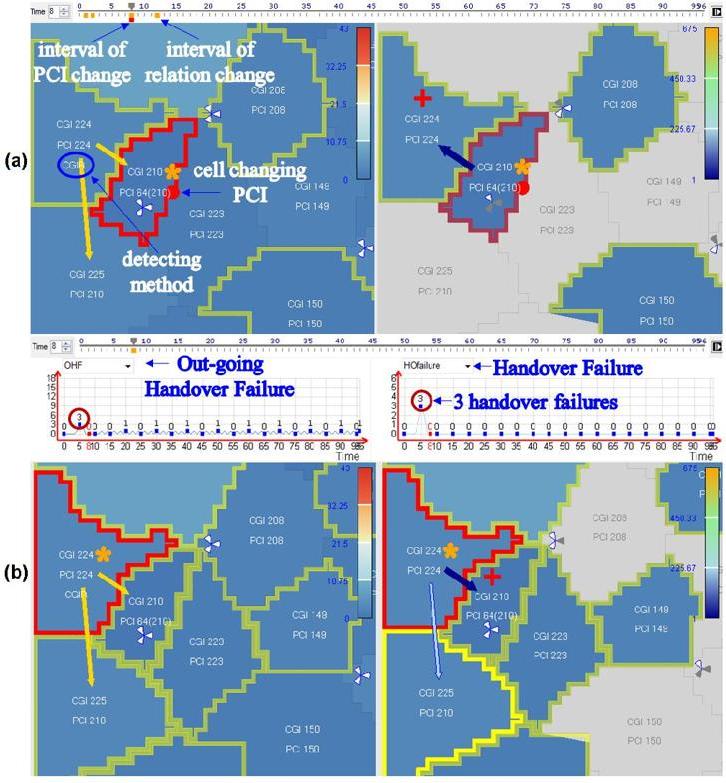 Time 8
0 5 10 15 20 25 30 35 40 45 50 55 60 65 70 75 80 85 90 95 96
interval of interval of
PCI change relation change
43
32.25
21.5
10.75
0
CGI 208
PCI 208
CGI 224
PCI 224
CGI
CGI 210
PCI 64(210)
cell changing
PCI
CGI 148
PCI 149
CGI 223
PCI 223
detecting
method
CGI 225
PCI 210
CGI 150
PCI 150
(a)
675
450.33
225.67
1
CGI 208
PCI 208
CGI 224
PCI 224
CGI 210
PCI 64(210)
CGI 149
PCI 149
CGI 223
PCI 223
CGI 225
PCI 210
CGI 150
PCI 150
Time 8
0 5 10 15 20 25 30 35 40 45 50 55 60 65 70 75 80 85 90 95 96
OHF
Out-going
Handover Failure
18
15
12
9
6
3
0
0 3 0 0 0 1 0 1 0 1 0 1 0 1 0 1 0 1 0 1
0 5 8 10 15 20 25 30 35 40 45 50 55 60 65 70 75 80 85 90 95
Time
HOfailure
Handover Failure
3 handover failures
6
5
4
3
2
1
0
0 3 0 0 0 0 0 0 0 0 0 0 0 0 0 0 0 0 0 0
0 5 8 10 15 20 25 30 35 40 45 50 55 60 65 70 75 80 85 90 95
Time
(b)
43
32.25
21.5
10.75
0
CGI 208
PCI 208
CGI 224
PCI 224
CGI
CGI 210
PCI 64(210)
CGI 149
PCI 149
CGI 223
PCI 223
CGI 225
PCI 210
CGI 150
PCI 150
675
450.33
225.67
1
CGI 208
PCI 208
CGI 224
PCI 224
CGI 210
PCI 64(210)
CGI 149
PCI 149
CGI 223
PCI 223
CGI 225
PCI 210
CGI 150
PCI 150